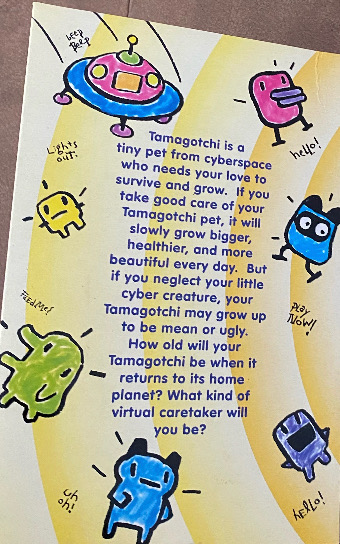 beep
Beep
Lights
out.
hello!
Tamagotchi is a
tiny pet from cyberspace
who needs your love to
survive and grow. If you
take good care of your
Tamagotchi pet, it will
slowly grow bigger,
healthier, and more
beautiful every day. But
if you neglect your little
cyber creature, your
Tamagotchi may grow up
to be mean or ugly.
How old will your
Tamagotchi be when it
returns to its home
planet? What kind of
virtual caretaker will
you be?
Feed Me!
Play
Now!
uh
oh!
hello!